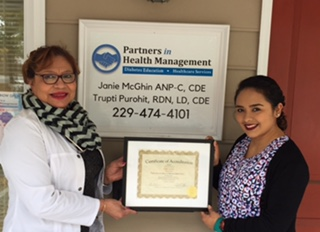 Partners in
Health Management
Diabetes Education • Healthcare Services
Janie McGhin ANP-C, CDE
Trupti Purohit, RDN, LD, CDE
229-474-4101
Certificate of Accreditation